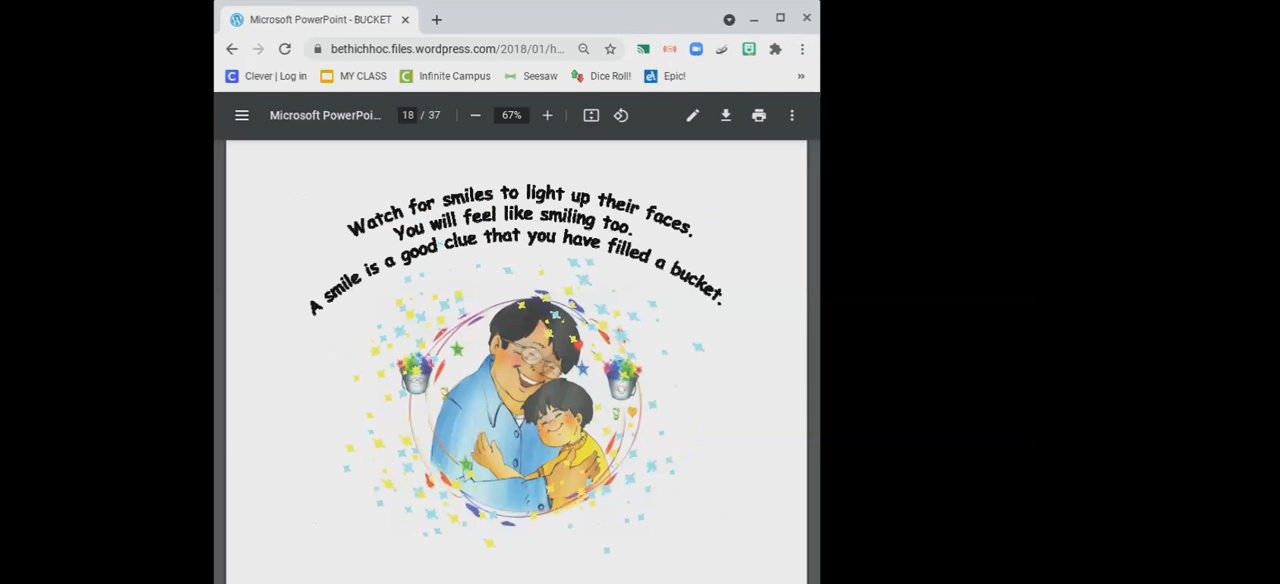 Microsoft PowerPoint - BUCKET
bethichhoc.files.wordpress.com/2018/01/h...
Clever | Log in MY CLASS Infinite Campus Seesaw Dice Roll! Epic! »
Microsoft PowerPoi... 18 / 37 67%
Watch for smiles to light up their faces.
You will feel like smiling too.
A smile is a good clue that you have filled a bucket.